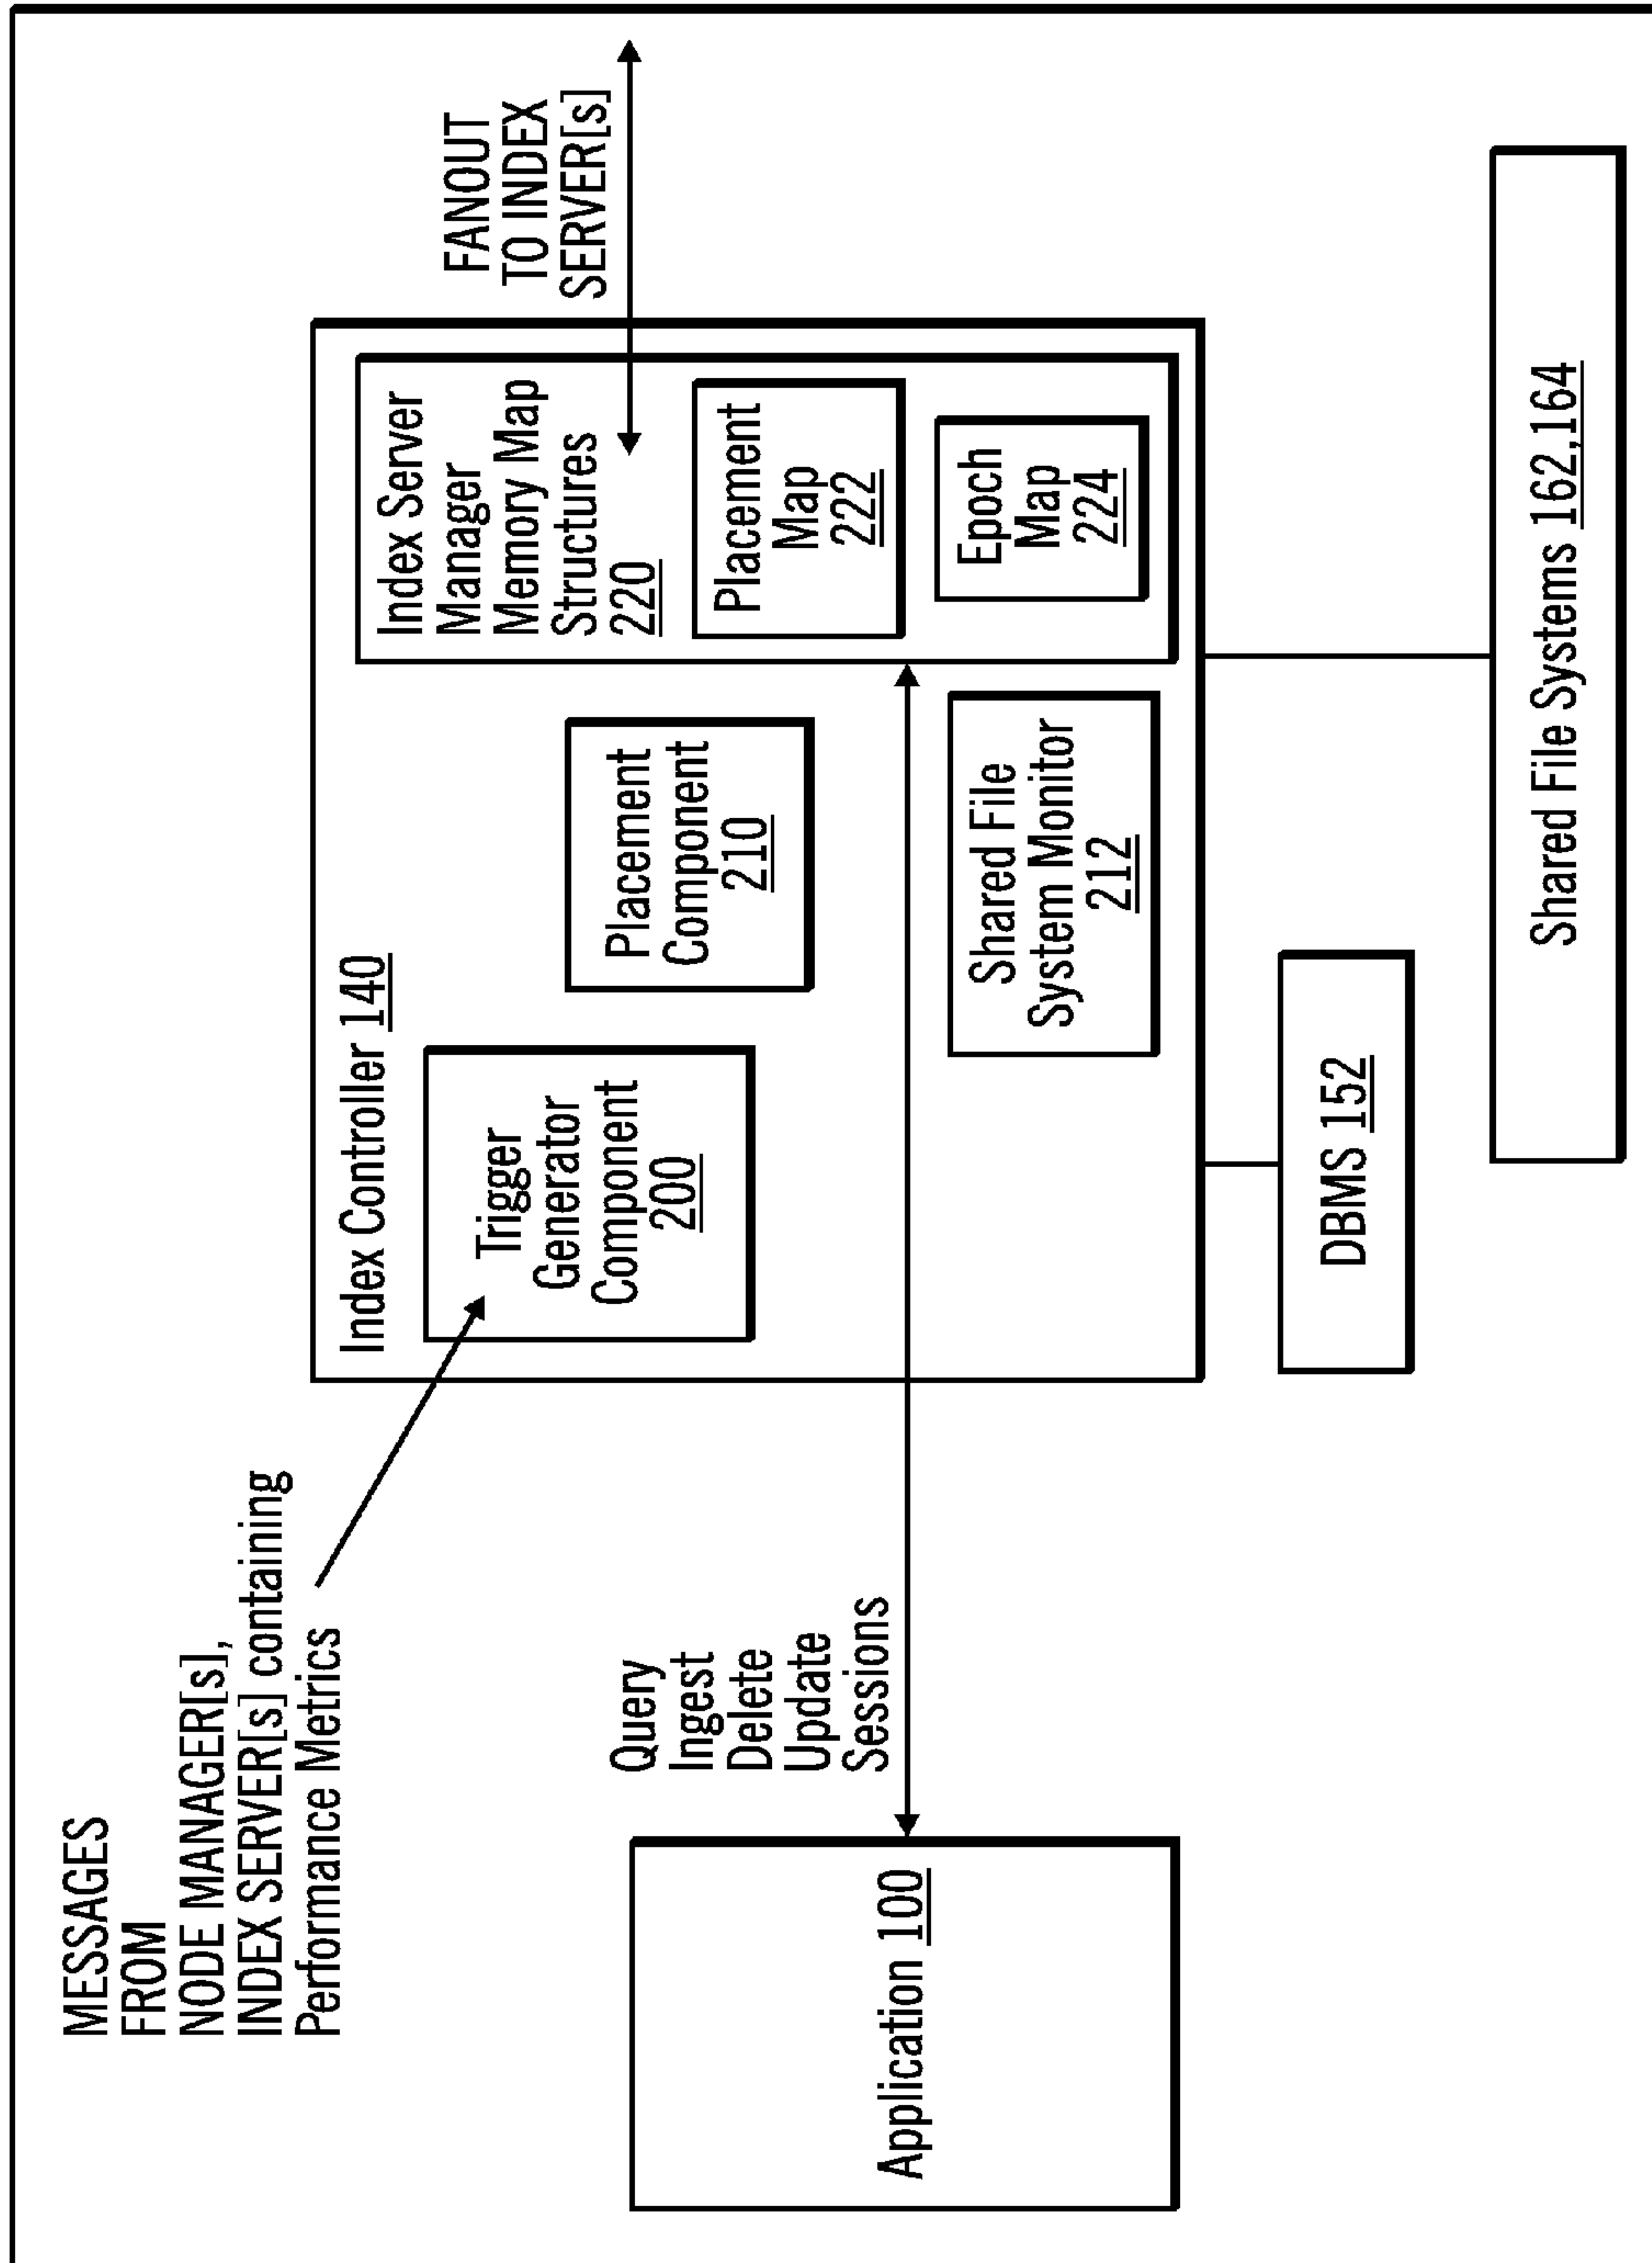 MESSAGES
FROM
NODE MANAGER[s],
INDEX SERVER[s] containing
Performance Metrics
Query
Ingest
Delete
Update
Sessions
Application 100
Index Controller 140
Trigger
Generator
Component
200
Placement
Component
210
Shared File
System Monitor
212
Index Server
Manager
Memory Map
Structures
220
Placement
Map
222
Epoch
Map
224
FANOUT
TO INDEX
SERVER[s]
DBMS 152
Shared File Systems 162,164